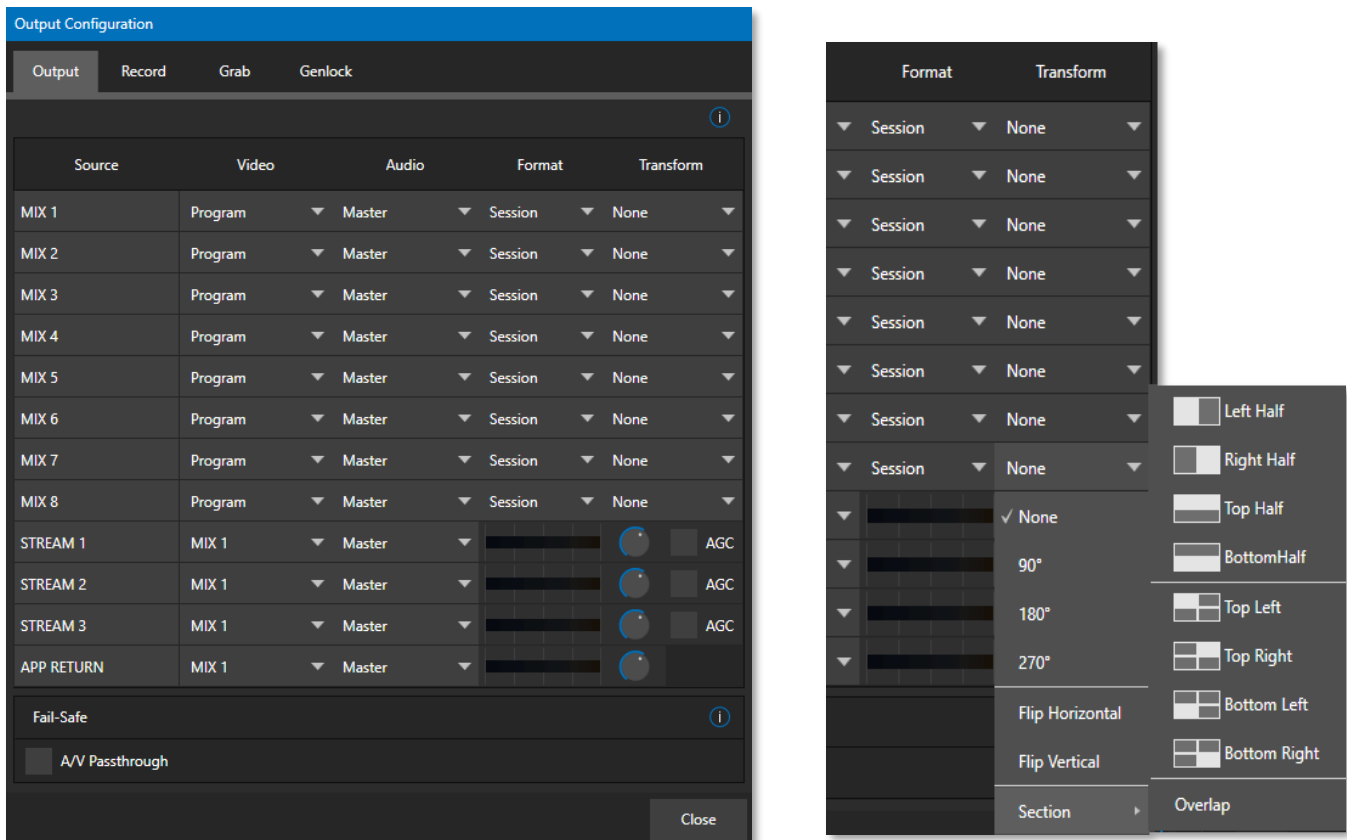 Output Configuration
Output Record Grab Genlock
Source Video Audio Format Transform
MIX 1 Program Master Session None
MIX 2 Program Master Session None
MIX 3 Program Master Session None
MIX 4 Program Master Session None
MIX 5 Program Master Session None
MIX 6 Program Master Session None
MIX 7 Program Master Session None
MIX 8 Program Master Session None
STREAM 1 MIX 1 Master AGC
STREAM 2 MIX 1 Master AGC
STREAM 3 MIX 1 Master AGC
APP RETURN MIX 1 Master
Fail-Safe
A/V Passthrough
Close
Format Transform
Session None
Session None
Session None
Session None
Session None
Session None
Session None
Session None
✓ None
90°
180°
270°
Flip Horizontal
Flip Vertical
Section
Left Half
Right Half
Top Half
BottomHalf
Top Left
Top Right
Bottom Left
Bottom Right
Overlap